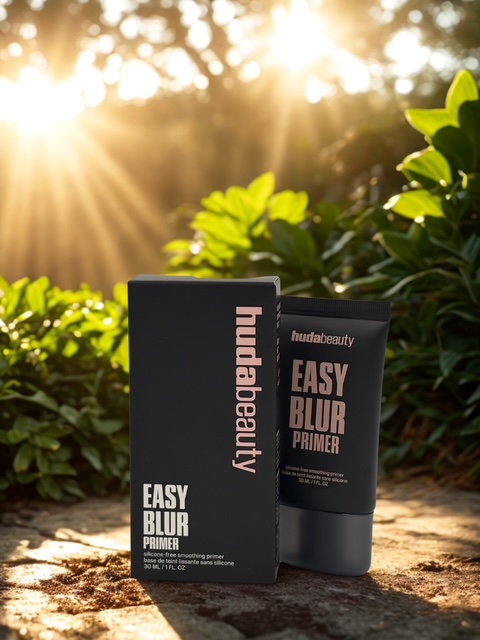 hudabeauty
EASY
BLUR
PRIMER
silicone-free smoothing primer
base de teint lissante sans silicone
30 ML / 1 FL. OZ
hudabeauty
EASY
BLUR
PRIMER
silicone-free smoothing primer
base de teint lissante sans silicone
30 ML / 1 FL. OZ